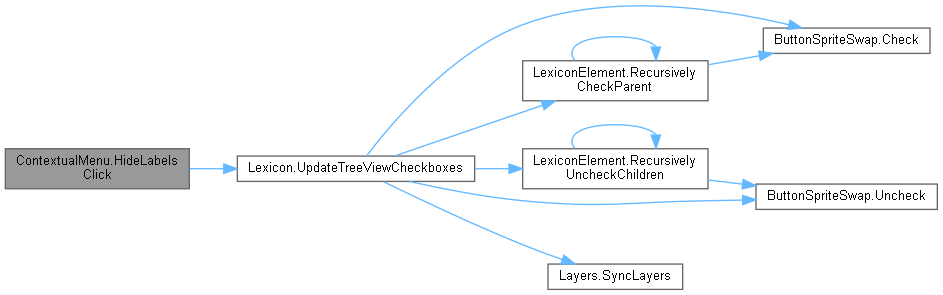 ContextualMenu.HideLabels
Click
Lexicon.UpdateTreeViewCheckboxes
ButtonSpriteSwap.Check
LexiconElement.Recursively
CheckParent
LexiconElement.Recursively
UncheckChildren
ButtonSpriteSwap.Uncheck
Layers.SyncLayers